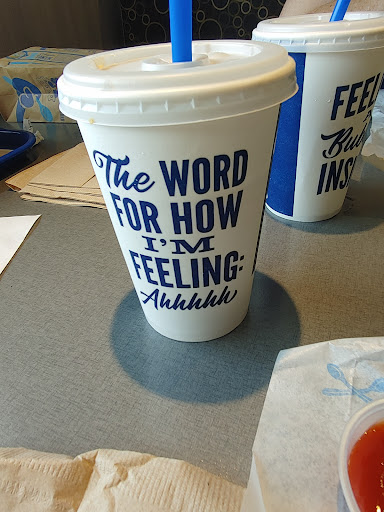 The WORD
FOR HOW
I'M
FEELING:
Ahhhhh
FEEL
INS